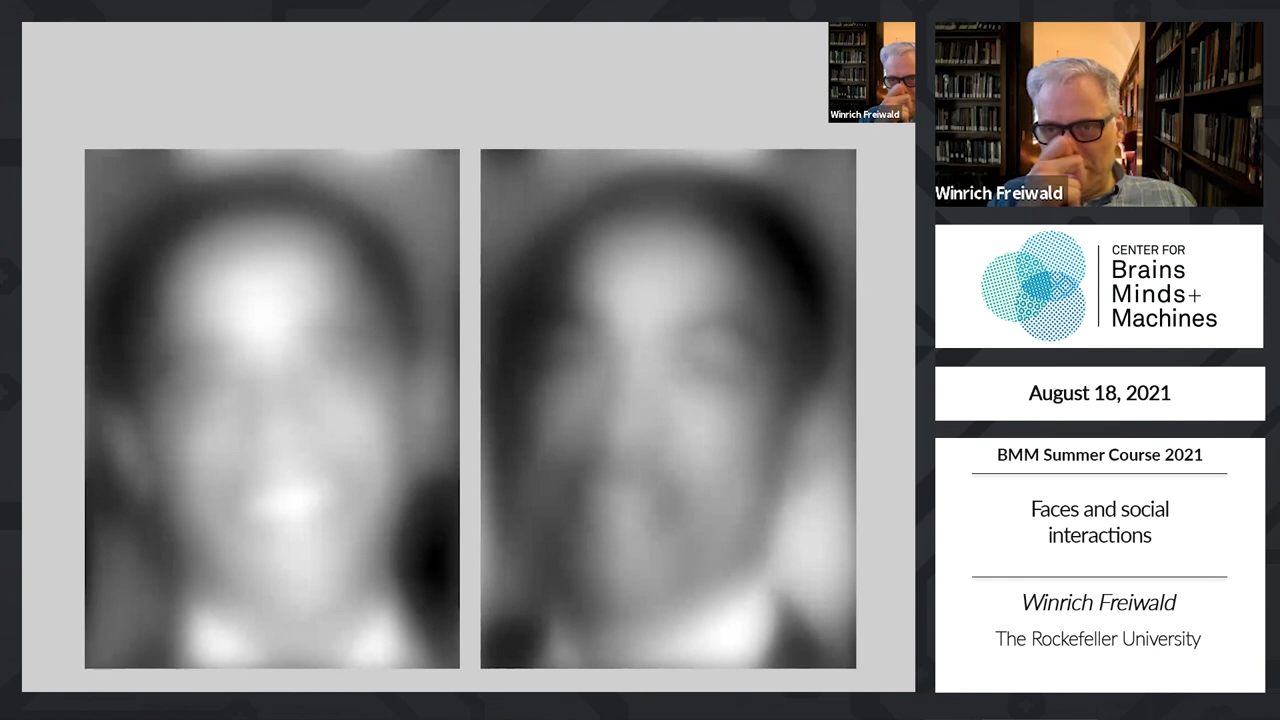 Winrich Freiwald
Winrich Freiwald
CENTER FOR
Brains
Minds+
Machines
August 18, 2021
BMM Summer Course 2021
Faces and social
interactions
Winrich Freiwald
The Rockefeller University